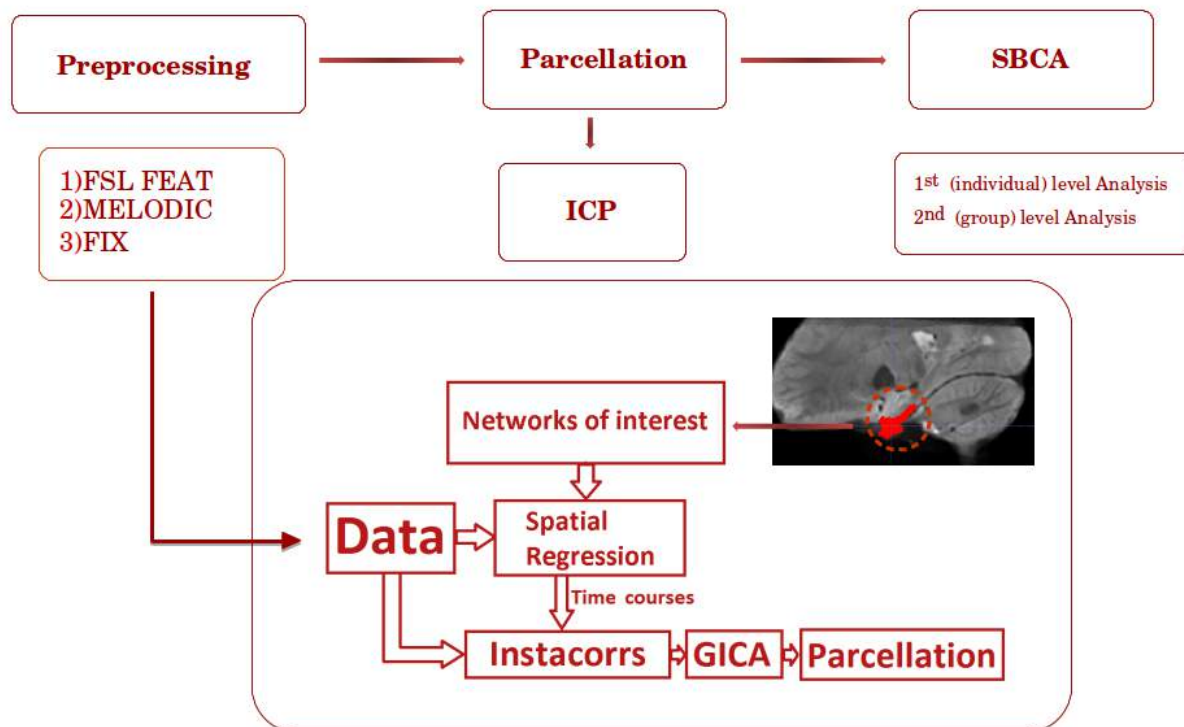 Preprocessing
Parcellation
SBCA
1)FSL FEAT
2)MELODIC
3)FIX
ICP
1st (individual) level Analysis
2nd (group) level Analysis
Networks of interest
Data
Spatial
Regression
Time courses
Instacorrs
GICA
Parcellation